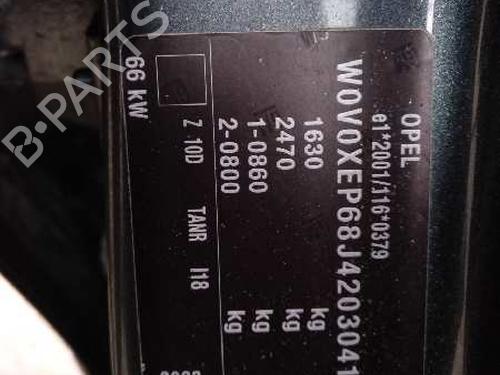 OPEL
e1*2001/116*0379
W0V0XEP68J4203041
1630 kg
2470 kg
1-0860 kg
2-0800 kg
Z 10D TANR I18
66 kW
B-PARTS